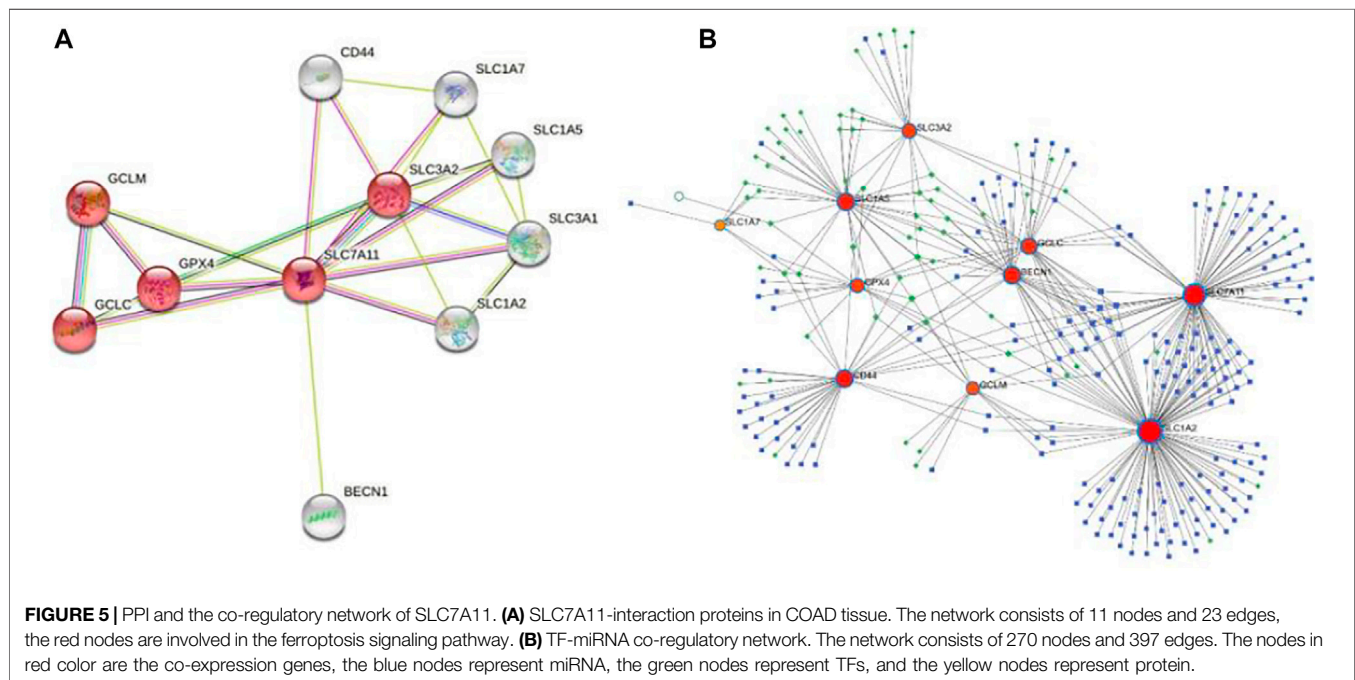 A
B
CD44
SLC1A7
SLC1A5
SLC3A2
GCLM
SLC3A1
GPX4
SLC7A11
GCLC
SLC1A2
BECN1
SLC3A2
SLC1A5
SLC1A7
GCLC
BECN1
GPX4
SLC7A11
CD44
GCLM
SLC1A2
FIGURE 5 | PPI and the co-regulatory network of SLC7A11. (A) SLC7A11-interaction proteins in COAD tissue. The network consists of 11 nodes and 23 edges,
the red nodes are involved in the ferroptosis signaling pathway. (B) TF-miRNA co-regulatory network. The network consists of 270 nodes and 397 edges. The nodes in
red color are the co-expression genes, the blue nodes represent miRNA, the green nodes represent TFs, and the yellow nodes represent protein.